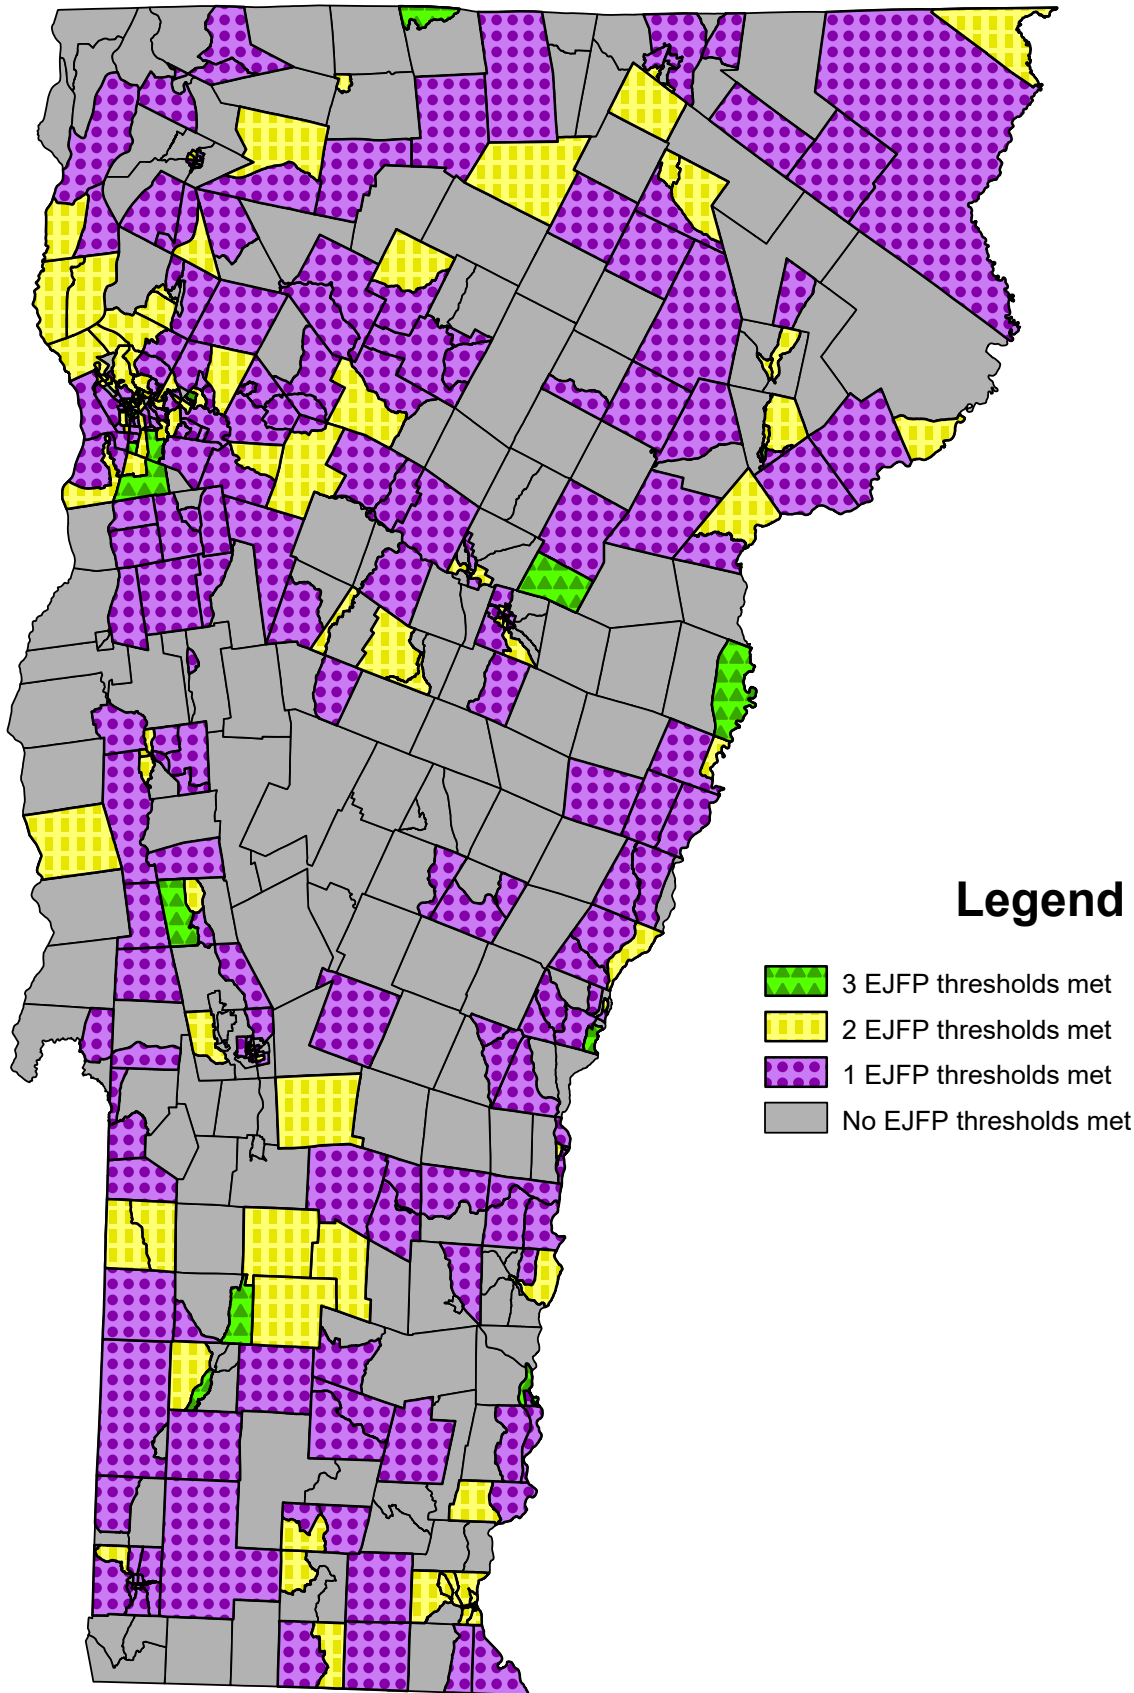 Legend
3 EJFP thresholds met
2 EJFP thresholds met
1 EJFP thresholds met
No EJFP thresholds met